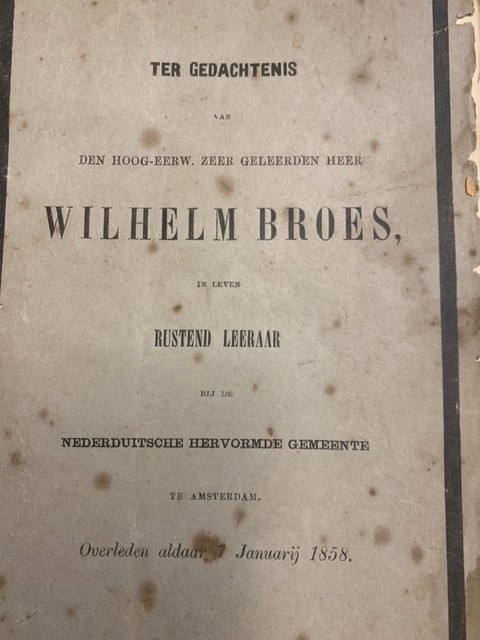 TER GEDACHTENIS
VAN
DEN HOOG-EERW. ZEER GELEERDEN HEER
WILHELM BROES,
IN LEVEN
RUSTEND LEERAAR
BIJ DE
NEDERDUITSCHE HERVORMDE GEMEENTE
TE AMSTERDAM.
Overleden aldaar 7 Januarij 1858.